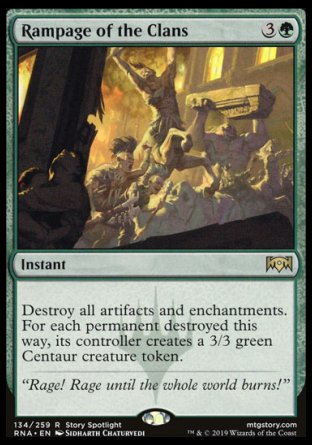 Rampage of the Clans 3
Instant
Destroy all artifacts and enchantments.
For each permanent destroyed this
way, its controller creates a 3/3 green
Centaur creature token.
“Rage! Rage until the whole world burns!”
134/259 R Story Spotlight mtgstory.com
RNA • EN SIDHARTH CHATURVEDI ™ & © 2019 Wizards of the Coast